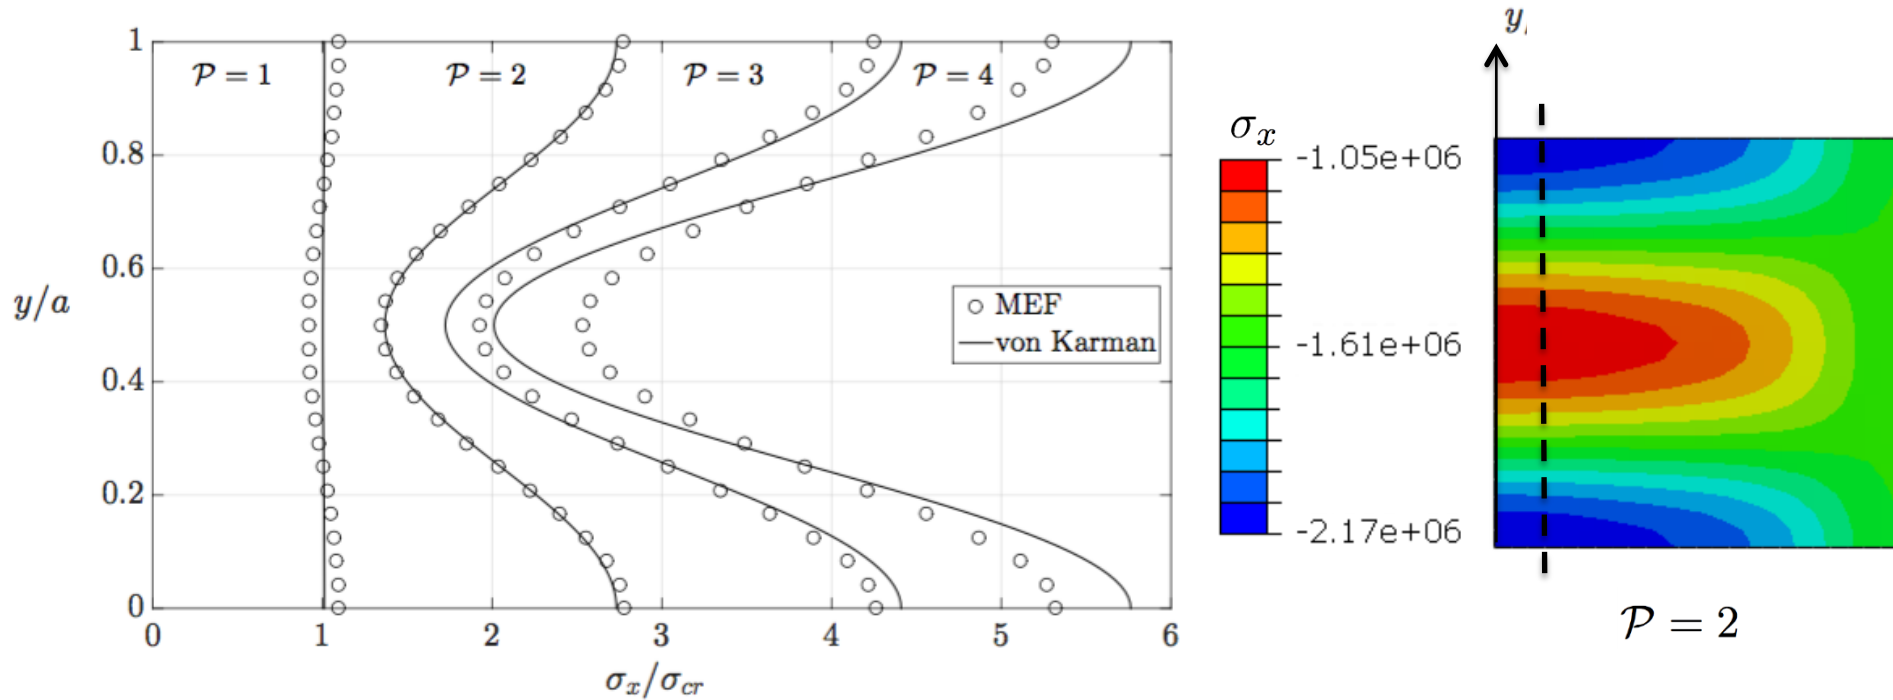 1
0.8
0.6
0.4
0.2
0
y/a
𝒫 = 1
𝒫 = 2
𝒫 = 3
𝒫 = 4
MEF
von Karman
0 1 2 3 4 5 6
σx/σcr
σx
-1.05e+06
-1.61e+06
-2.17e+06
y
𝒫 = 2